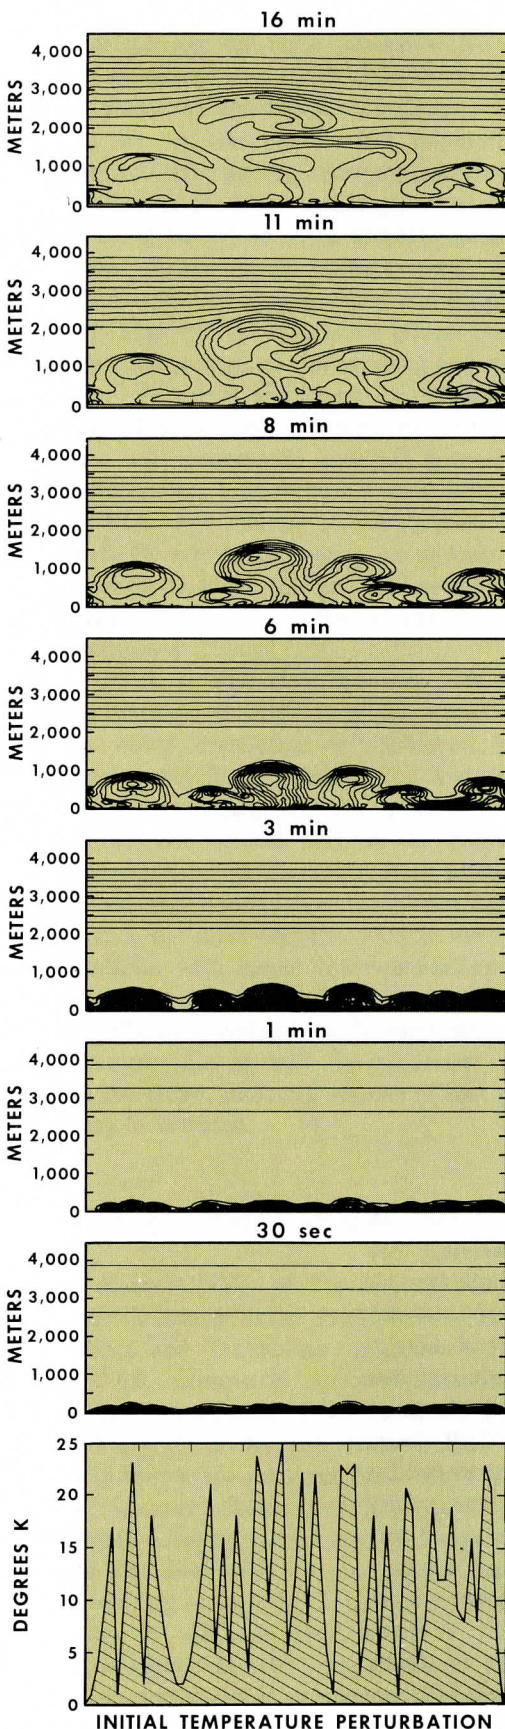 16 min
METERS
4,000
3,000
2,000
1,000
0
11 min
METERS
4,000
3,000
2,000
1,000
0
8 min
METERS
4,000
3,000
2,000
1,000
0
6 min
METERS
4,000
3,000
2,000
1,000
0
3 min
METERS
4,000
3,000
2,000
1,000
0
1 min
METERS
4,000
3,000
2,000
1,000
0
30 sec
METERS
4,000
3,000
2,000
1,000
0
DEGREES K
25
20
15
10
5
0
INITIAL TEMPERATURE PERTURBATION